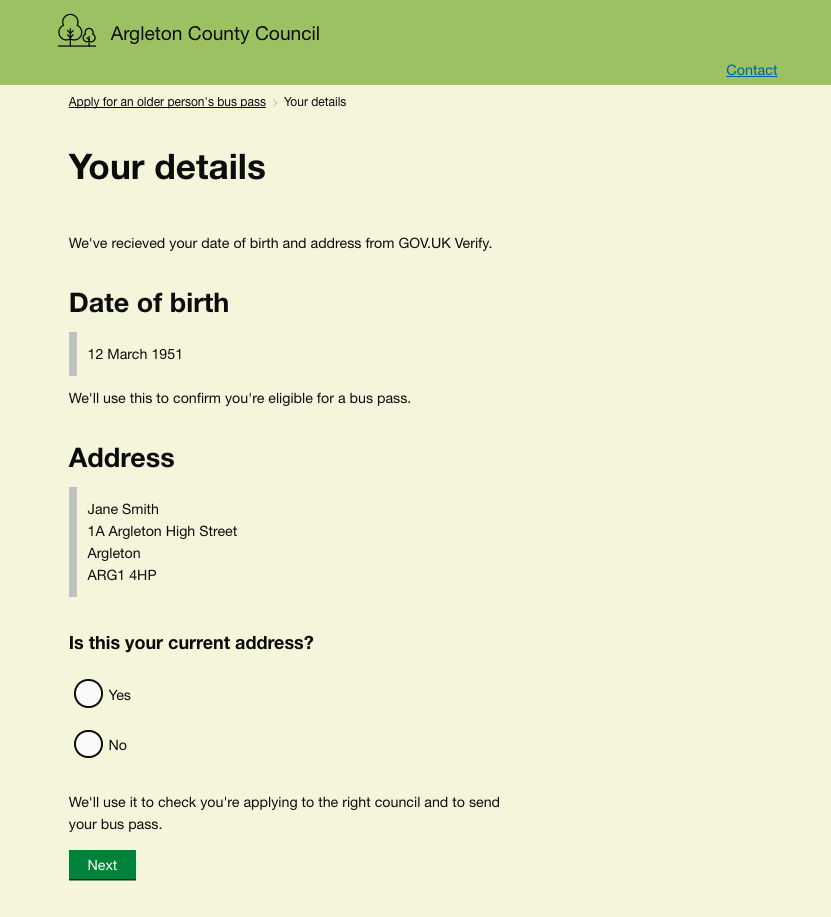 Argleton County Council
Contact
Apply for an older person's bus pass › Your details
Your details
We've recieved your date of birth and address from GOV.UK Verify.
Date of birth
12 March 1951
We'll use this to confirm you're eligible for a bus pass.
Address
Jane Smith
1A Argleton High Street
Argleton
ARG1 4HP
Is this your current address?
Yes
No
We'll use it to check you're applying to the right council and to send
your bus pass.
Next